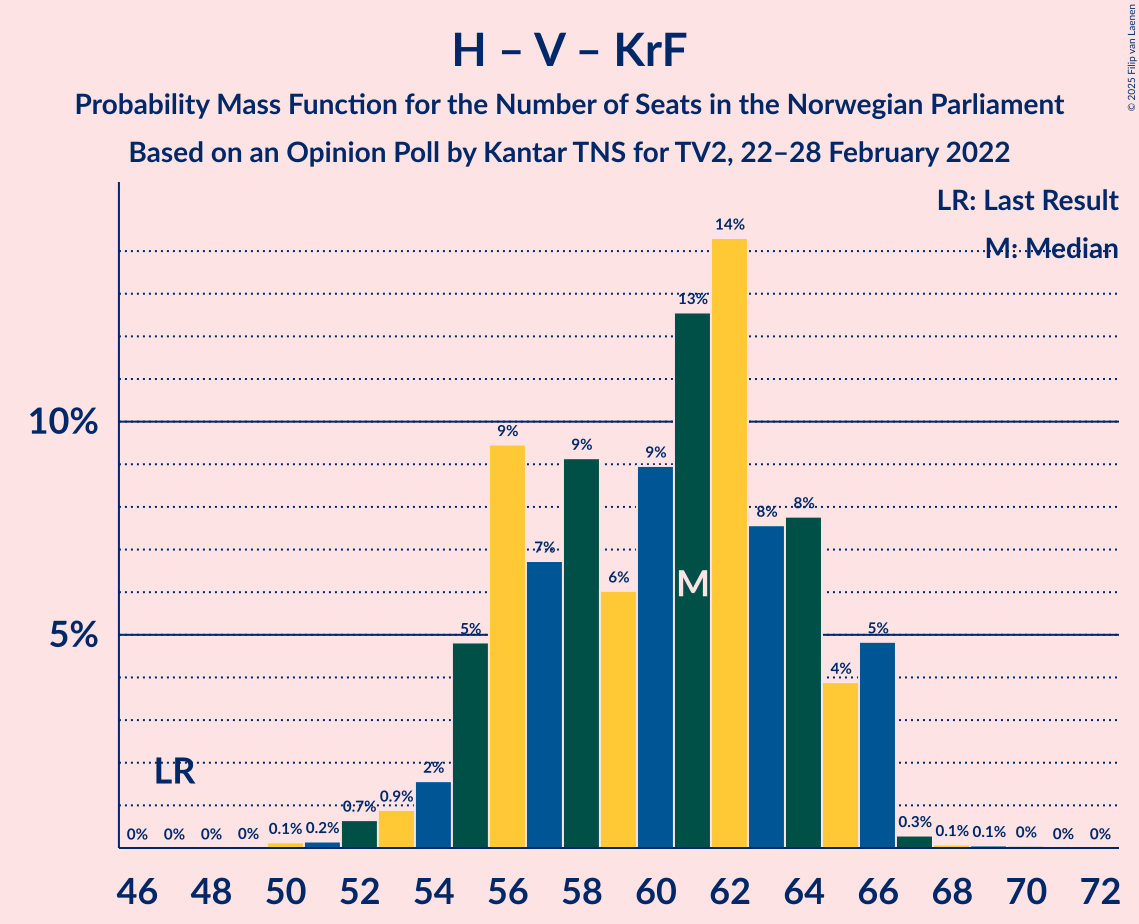 H – V – KrF
Probability Mass Function for the Number of Seats in the Norwegian Parliament
Based on an Opinion Poll by Kantar TNS for TV2, 22–28 February 2022
© 2025 Filip van Laenen
LR: Last Result
M: Median
10%
5%
0% 0% 0% 0% 0.1% 0.2% 0.7% 0.9% 2% 5% 9% 7% 9% 6% 9% 13% 14% 8% 8% 4% 5% 0.3% 0.1% 0.1% 0% 0% 0%
LR
M
46 48 50 52 54 56 58 60 62 64 66 68 70 72